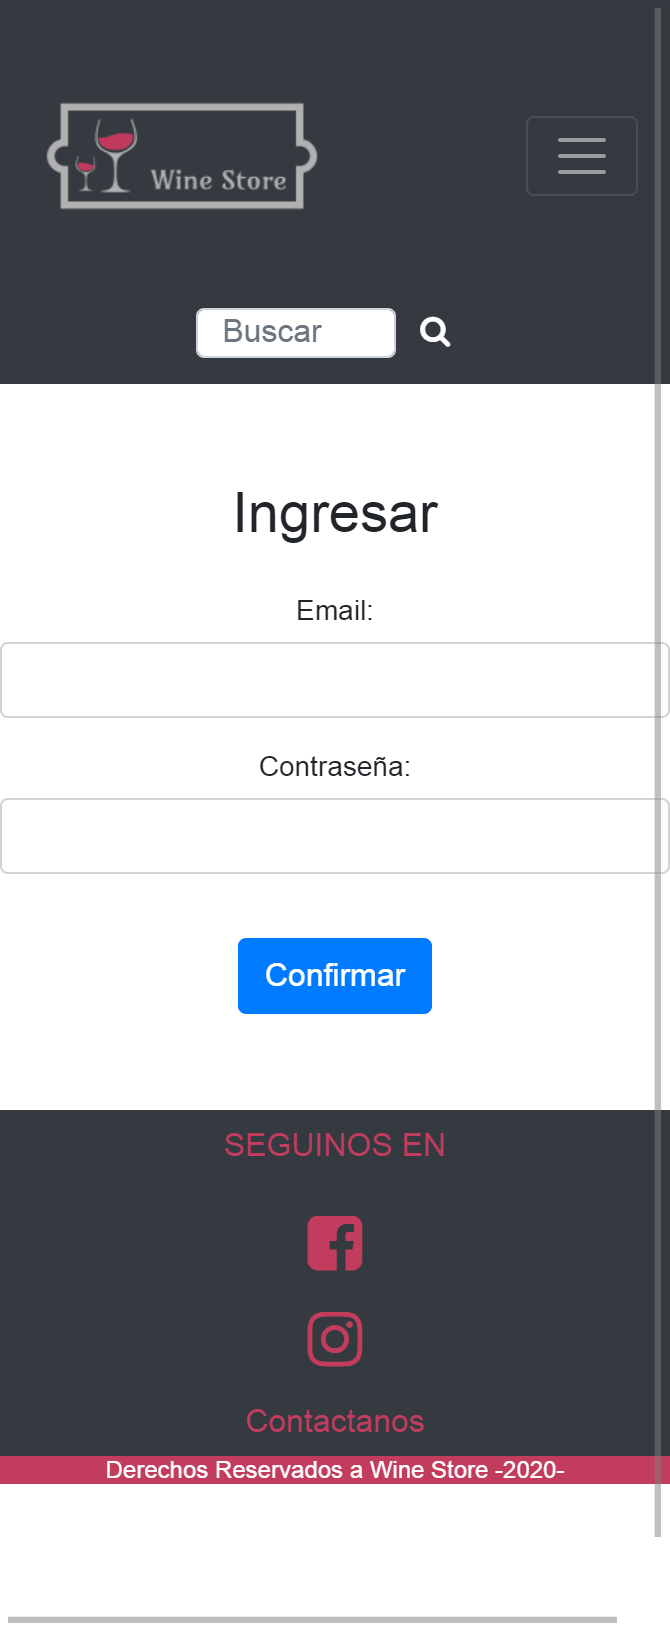 Wine Store
Buscar
Ingresar
Email:
Contraseña:
Confirmar
SEGUINOS EN
Contactanos
Derechos Reservados a Wine Store -2020-